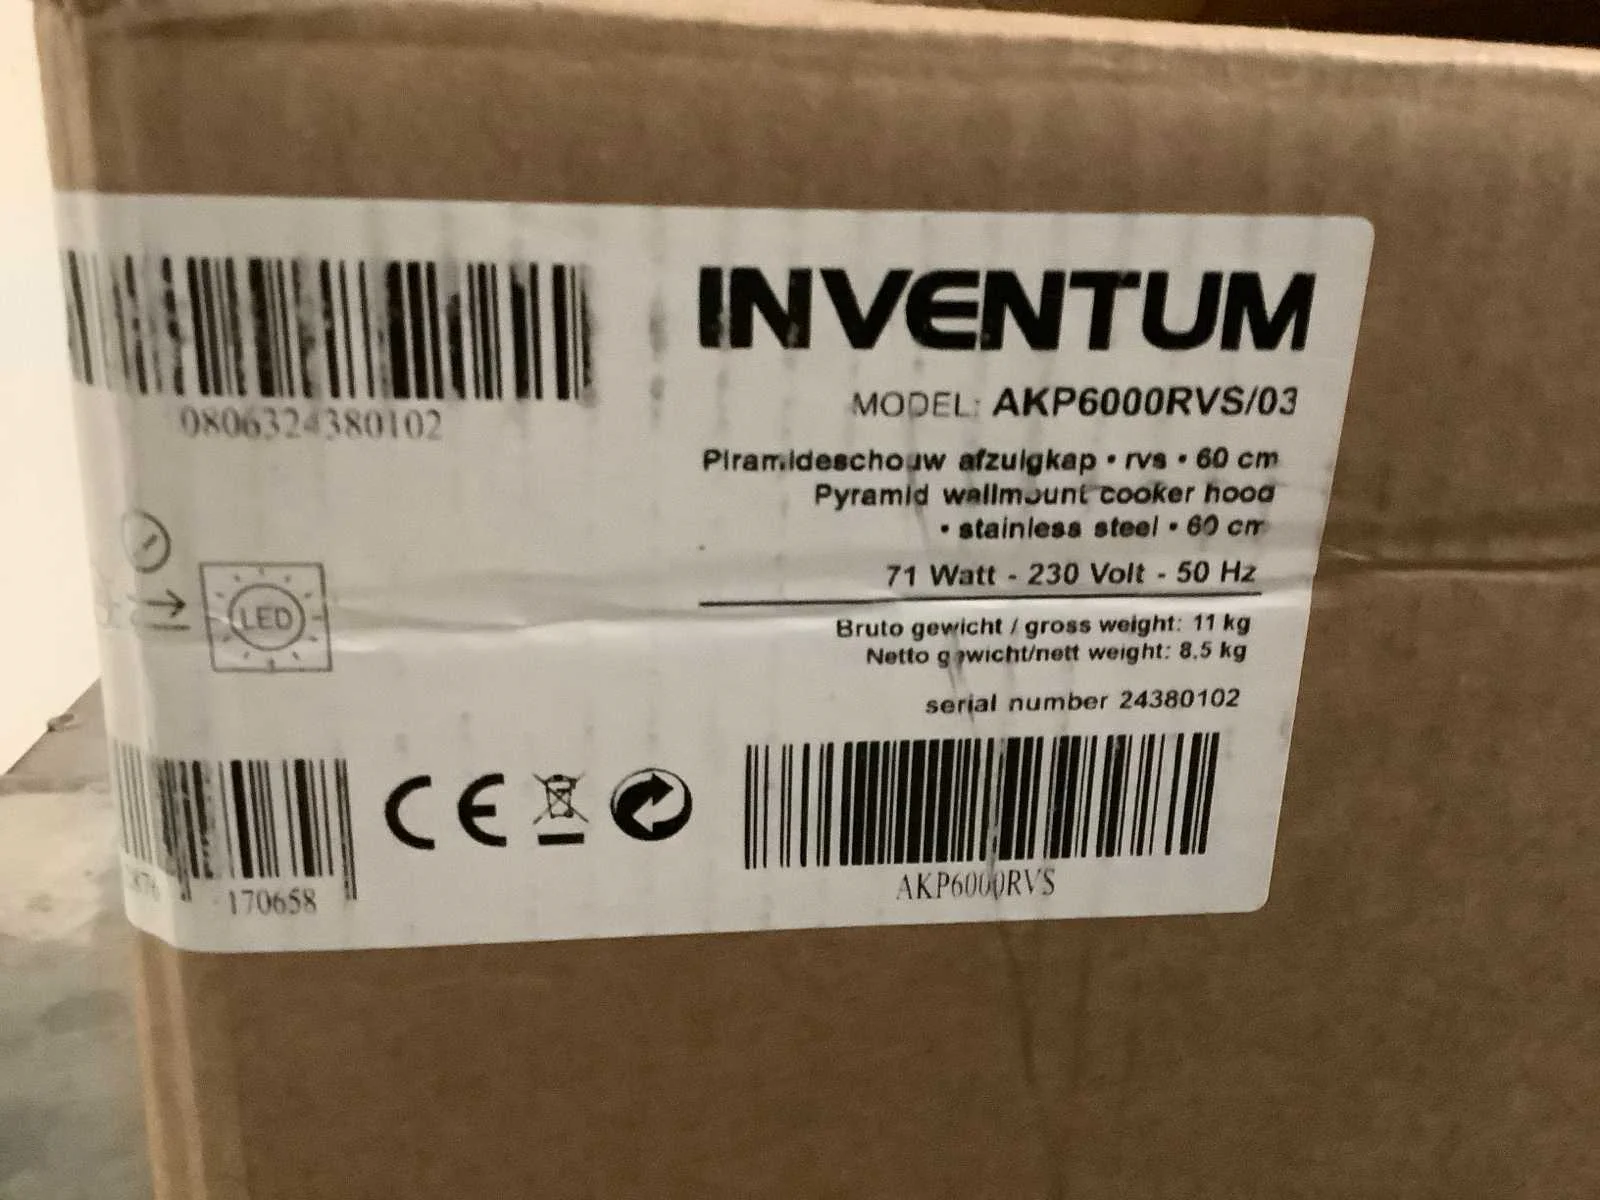 INVENTUM
MODEL: AKP6000RVS/03
Piramideschouw afzuigkap • rvs • 60 cm
Pyramid wallmount cooker hood
• stainless steel • 60 cm
71 Watt - 230 Volt - 50 Hz
Bruto gewicht / gross weight: 11 kg
Netto gewicht/nett weight: 8,5 kg
serial number 24380102
AKP6000RVS
0806324380102
LED
170658
CE